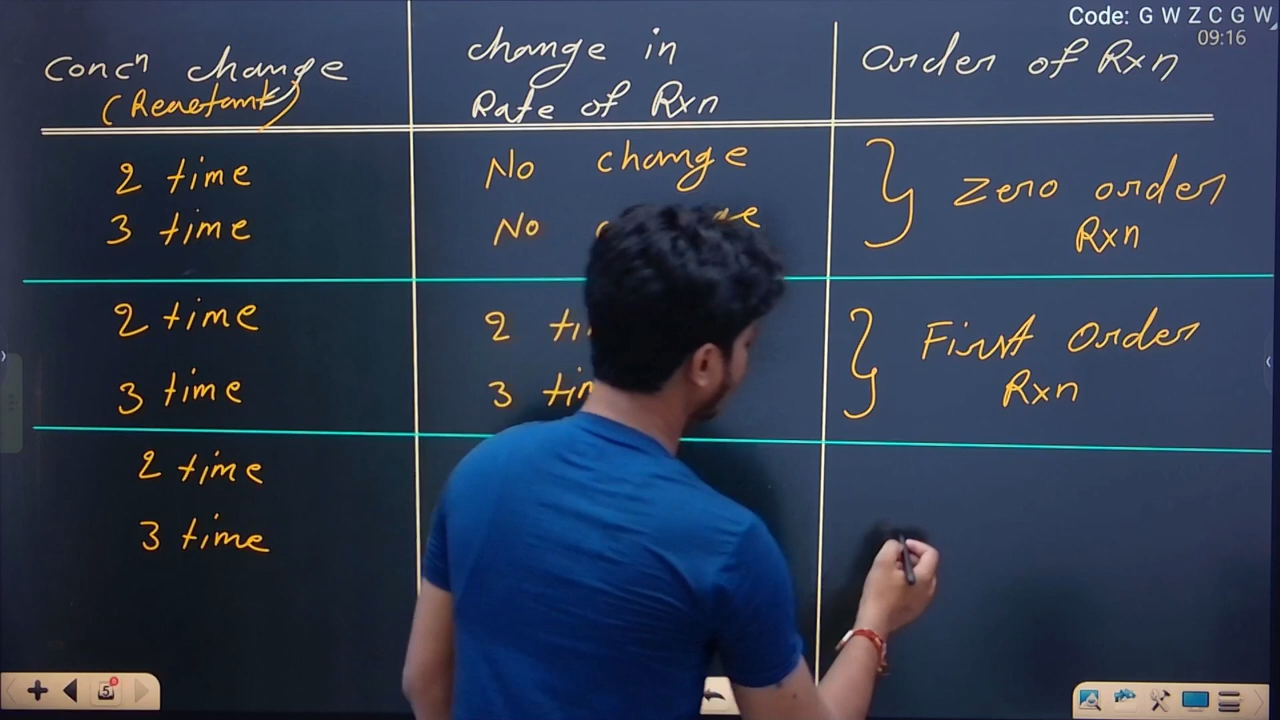 Code: G W Z C G W
09:16
Concn change
(Reactant)
change in
Rate of Rxn
Order of Rxn
2 time
No change
3 time
No
} Zero order
Rxn
2 time
2
3 time
3
} First Order
Rxn
2 time
3 time
5